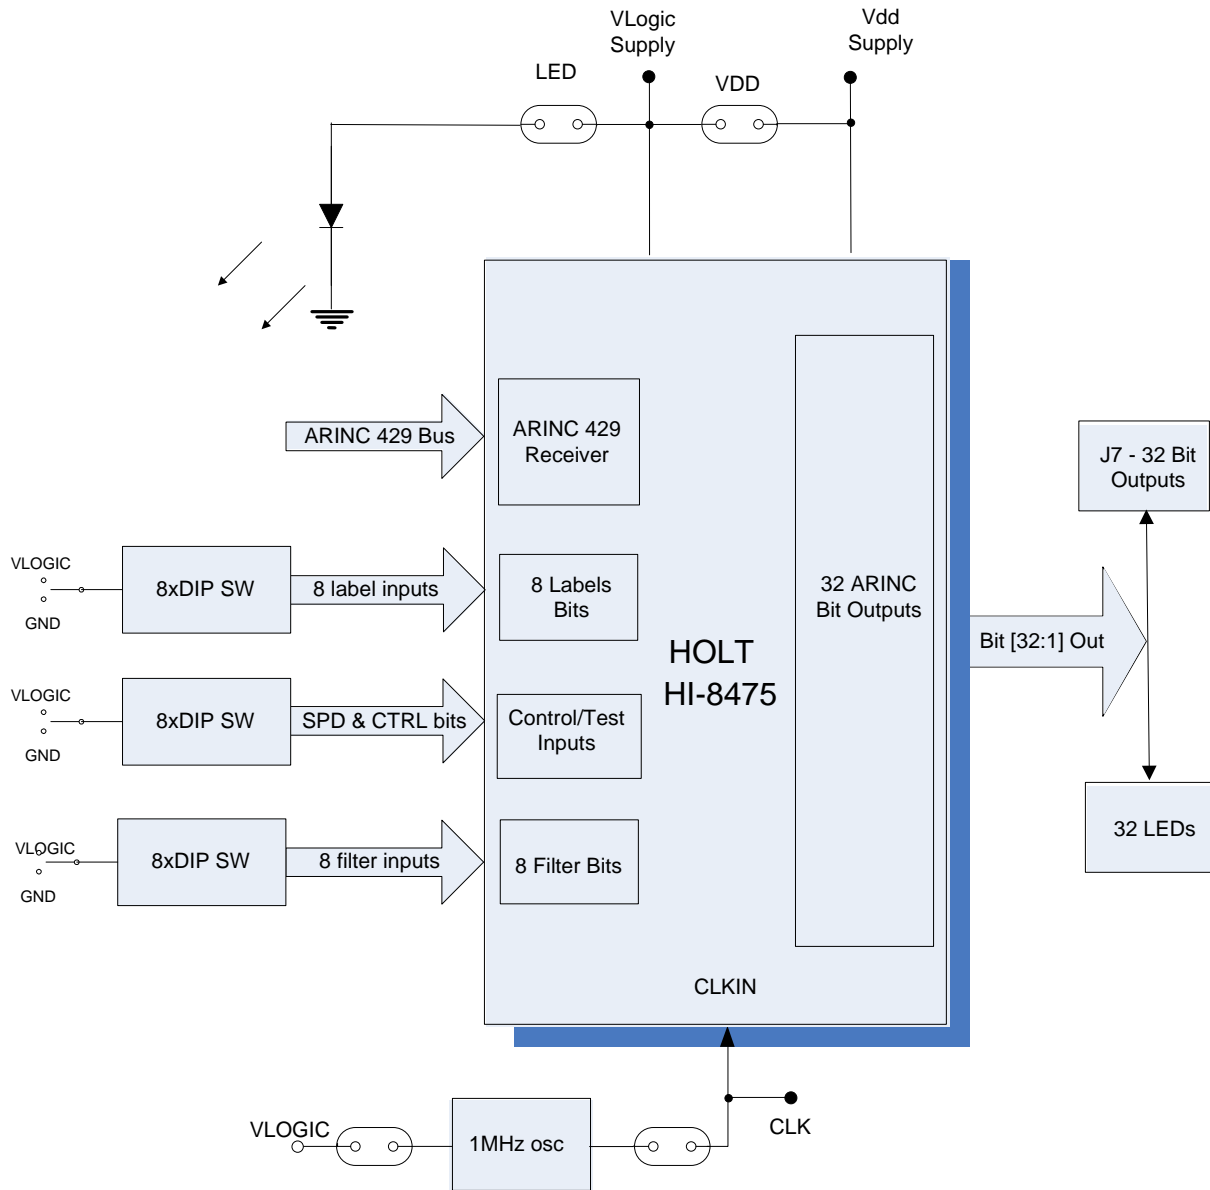 VLogic
Supply
Vdd
Supply
LED
VDD
ARINC 429 Bus
ARINC 429
Receiver
J7 - 32 Bit
Outputs
VLOGIC
GND
8xDIP SW
8 label inputs
8 Labels
Bits
32 ARINC
Bit Outputs
Bit [32:1] Out
HOLT
HI-8475
VLOGIC
GND
8xDIP SW
SPD & CTRL bits
Control/Test
Inputs
VLOGIC
GND
8xDIP SW
8 filter inputs
8 Filter Bits
32 LEDs
CLKIN
VLOGIC
1MHz osc
CLK